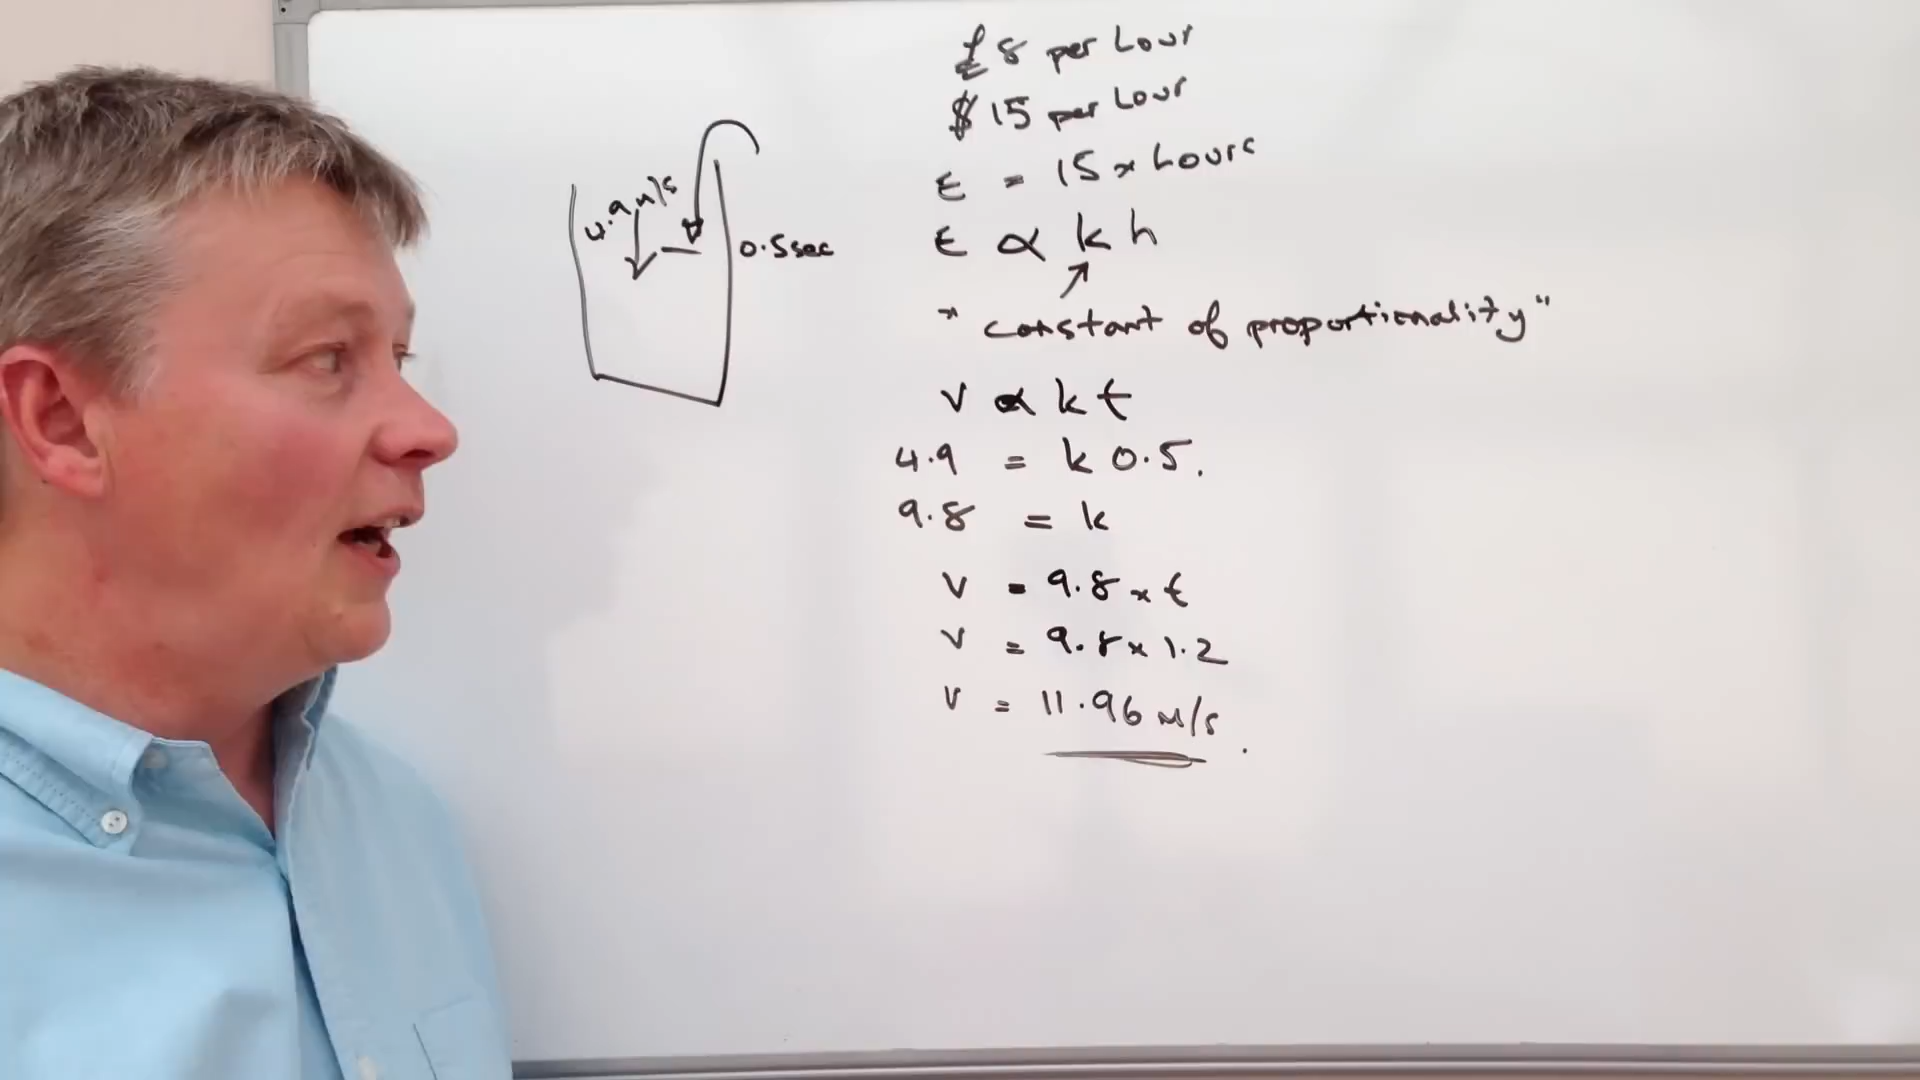 £8 per hour
$15 per hour
E = 15 x hours
E ∝ k h
"constant of proportionality"
4.9 m/s
0.5 sec
V ∝ k t
4.9 = k 0.5.
9.8 = k
V = 9.8 x t
V = 9.8 x 1.2
V = 11.96 m/s.